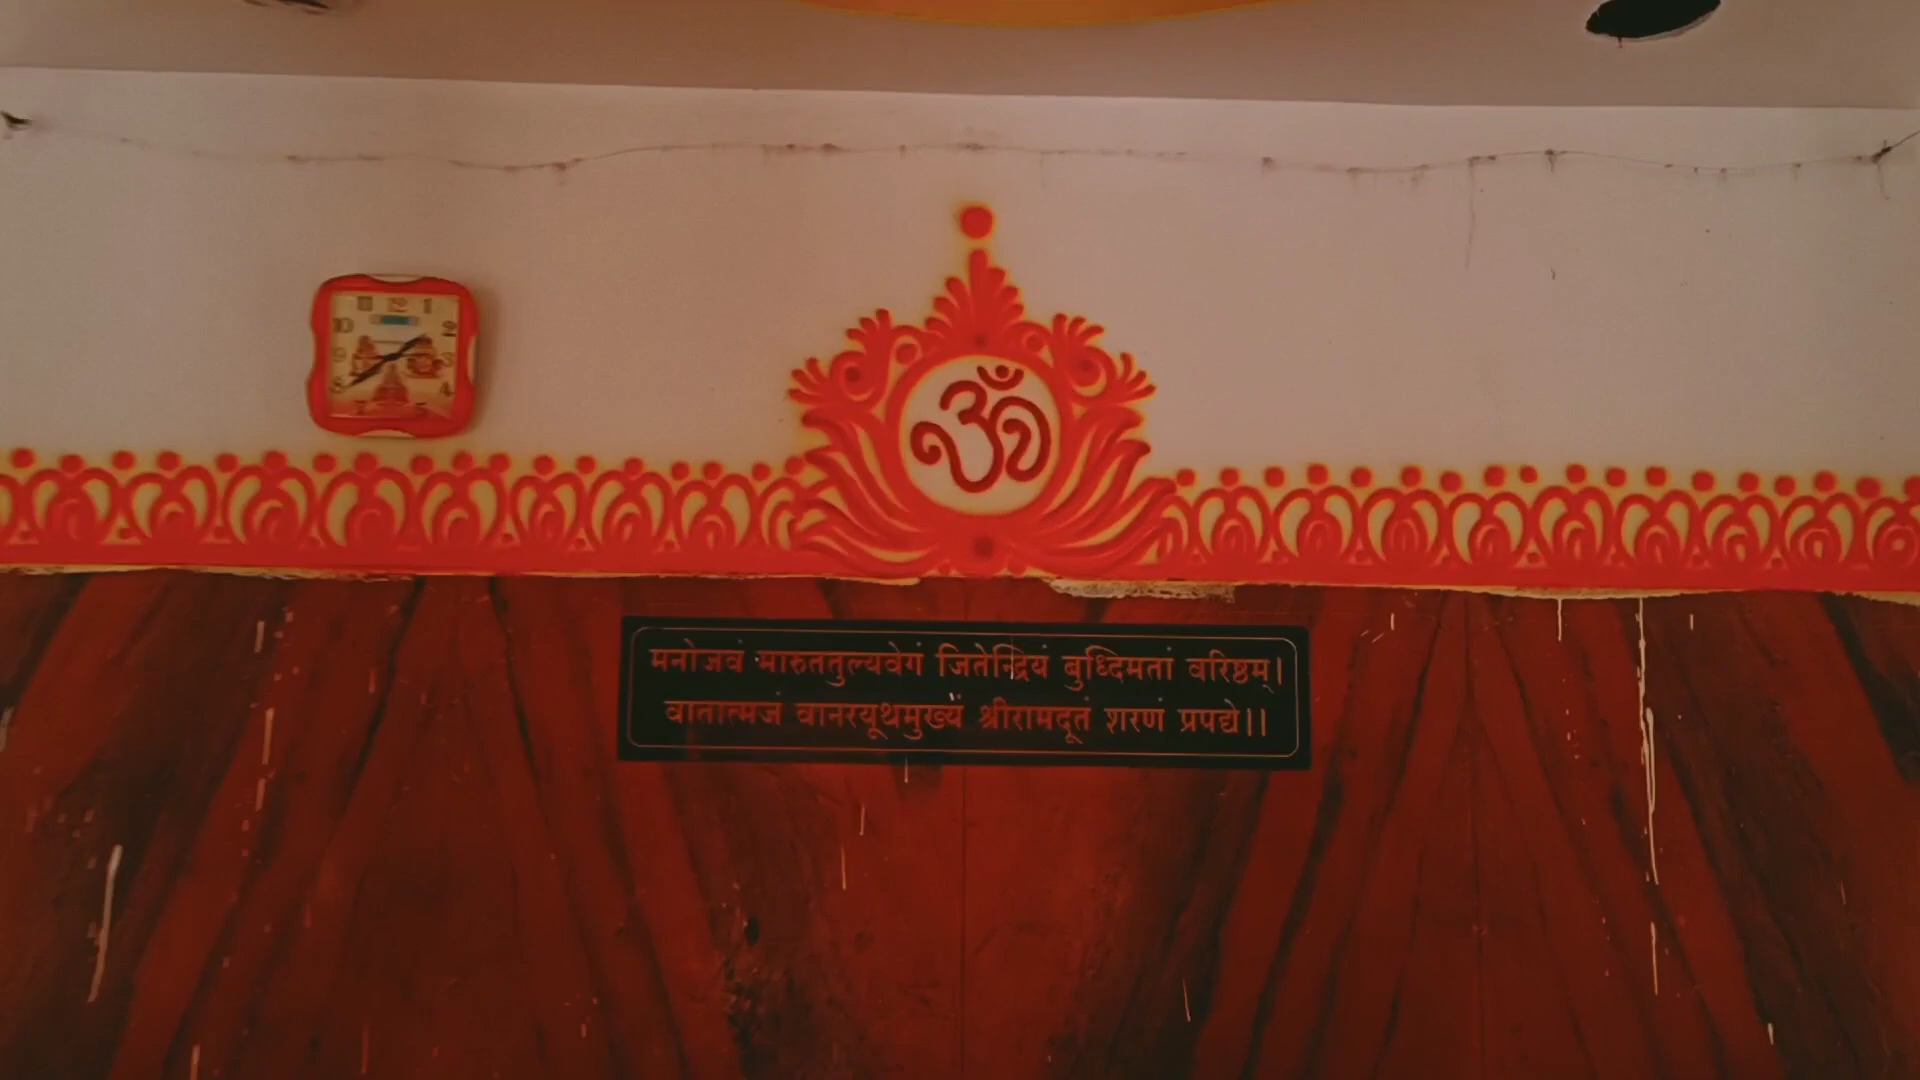 ॐ
मनोजवं मारुततुल्यवेगं जितेन्द्रियं बुध्दिमतां वरिष्ठम्।
वातात्मजं वानरयूथमुख्यं श्रीरामदूतं शरणं प्रपद्ये।।